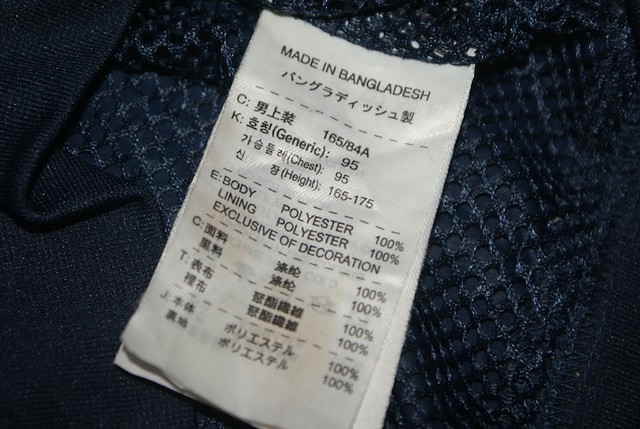 MADE IN BANGLADESH
バングラディッシュ製
C: 男上装 165/84A
K: 호칭(Generic): 95
가슴둘레(Chest): 95
신 장(Height): 165-175
E: BODY POLYESTER 100%
LINING POLYESTER 100%
EXCLUSIVE OF DECORATION
C: 面料 涤纶 100%
里料 涤纶 100%
T: 表布 聚酯纖維 100%
裡布 聚酯纖維 100%
J: 本体 ポリエステル 100%
裏地 ポリエステル 100%